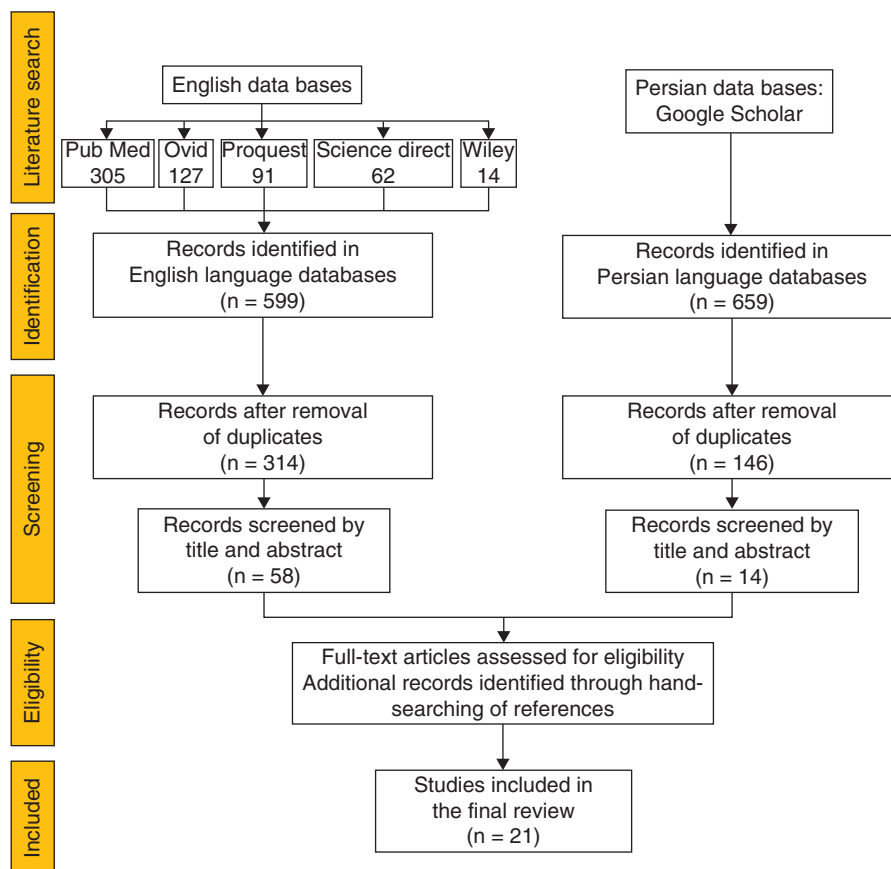 Literature search
English data bases
Persian data bases:
Google Scholar
Pub Med
305
Ovid
127
Proquest
91
Science direct
62
Wiley
14
Identification
Records identified in
English language databases
(n = 599)
Records identified in
Persian language databases
(n = 659)
Screening
Records after removal
of duplicates
(n = 314)
Records after removal
of duplicates
(n = 146)
Records screened by
title and abstract
(n = 58)
Records screened by
title and abstract
(n = 14)
Eligibility
Full-text articles assessed for eligibility
Additional records identified through hand-
searching of references
Included
Studies included in
the final review
(n = 21)